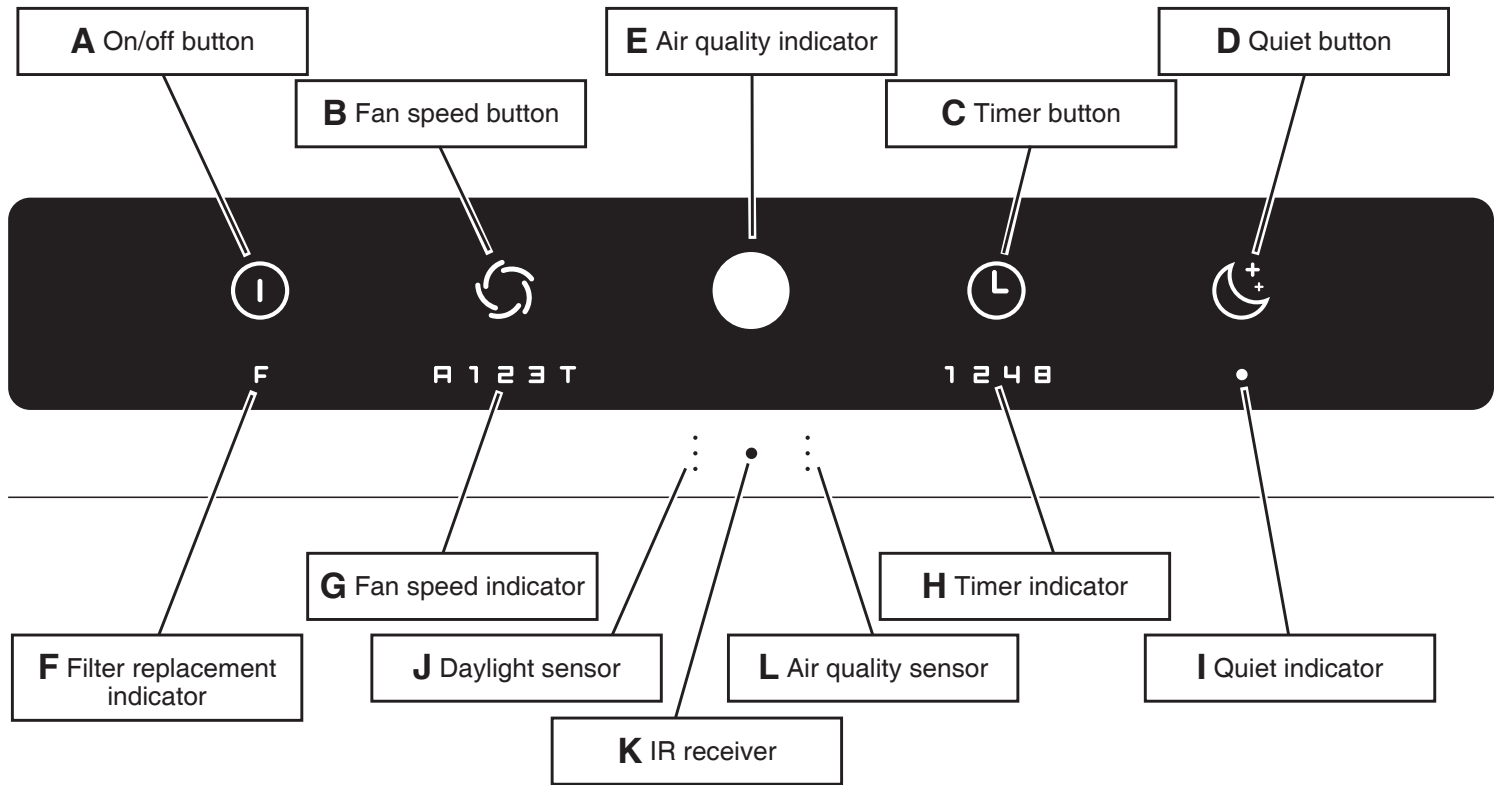 A On/off button
E Air quality indicator
D Quiet button
B Fan speed button
C Timer button
F
A 1 2 3 T
1 2 4 8
G Fan speed indicator
H Timer indicator
F Filter replacement
indicator
J Daylight sensor
L Air quality sensor
I Quiet indicator
K IR receiver